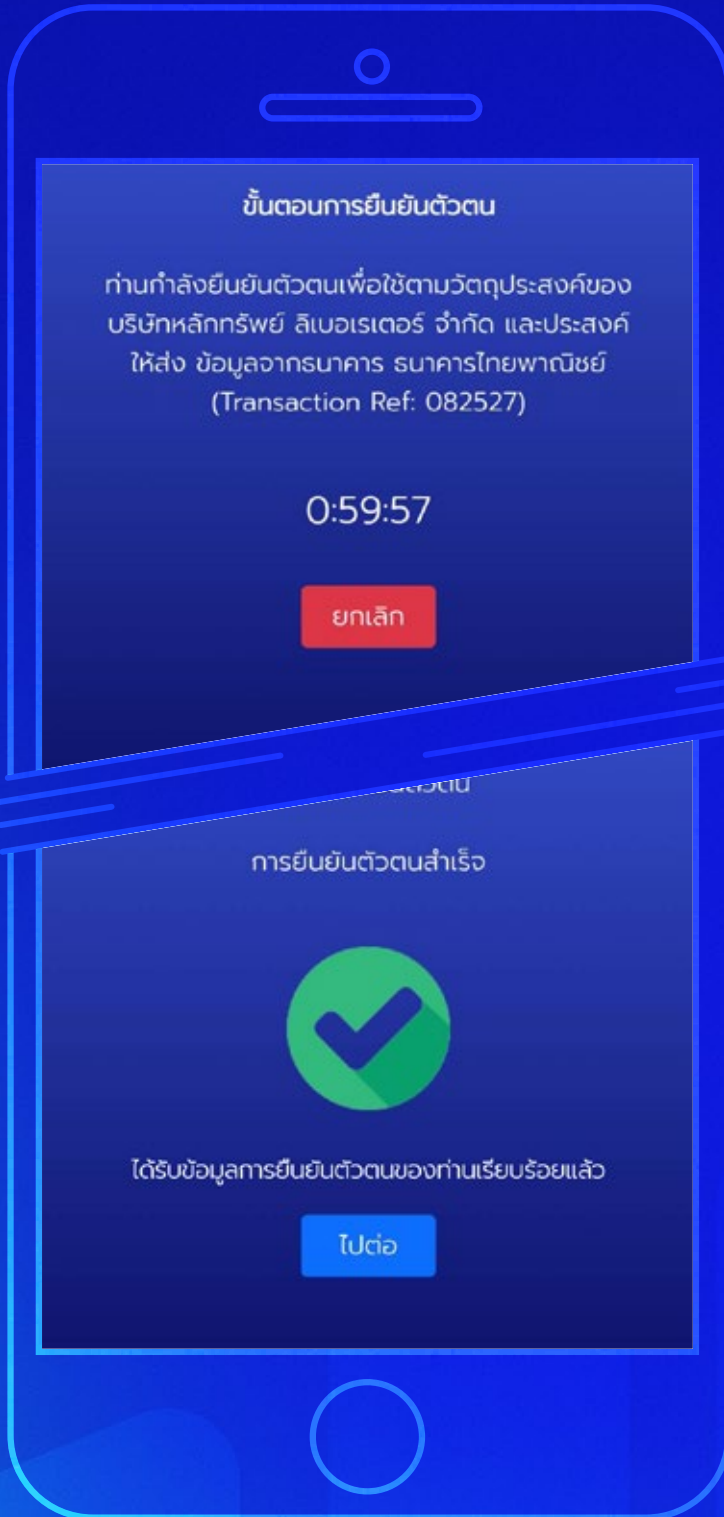 ขั้นตอนการยืนยันตัวตน
ท่านกำลังยืนยันตัวตนเพื่อใช้ตามวัตถุประสงค์ของ
บริษัทหลักทรัพย์ ลิเบอเรเตอร์ จำกัด และประสงค์
ให้ส่ง ข้อมูลจากธนาคาร ธนาคารไทยพาณิชย์
(Transaction Ref: 082527)
0:59:57
ยกเลิก
การยืนยันตัวตนสำเร็จ
ได้รับข้อมูลการยืนยันตัวตนของท่านเรียบร้อยแล้ว
ไปต่อ